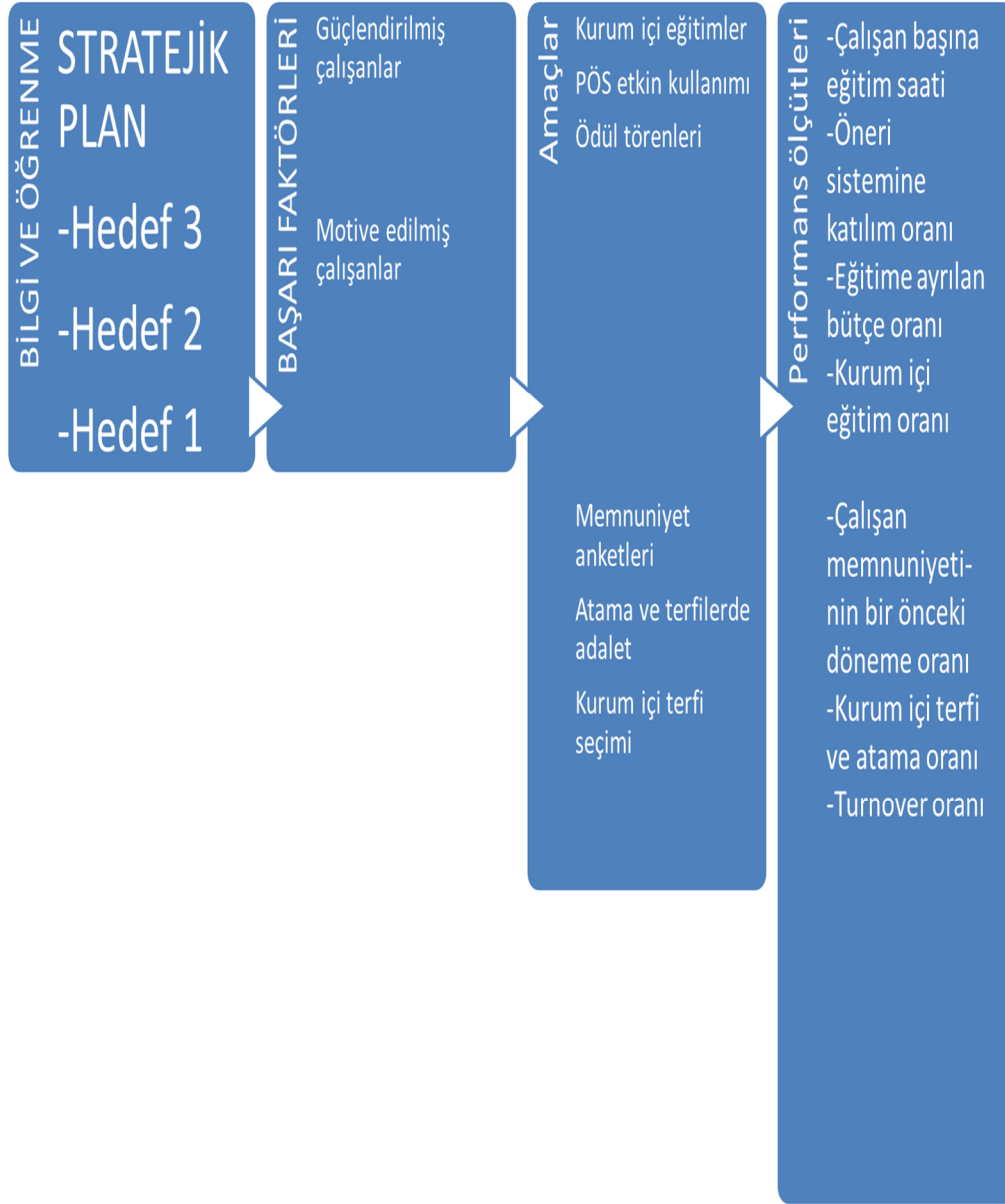 BİLGİ VE ÖĞRENME
STRATEJİK
PLAN
-Hedef 3
-Hedef 2
-Hedef 1
BAŞARI FAKTÖRLERİ
Güçlendirilmiş
çalışanlar
Motive edilmiş
çalışanlar
Amaçlar
Kurum içi eğitimler
PÖS etkin kullanımı
Ödül törenleri
Memnuniyet
anketleri
Atama ve terfilerde
adalet
Kurum içi terfi
seçimi
Performans ölçütleri
-Çalışan başına
eğitim saati
-Öneri
sistemine
katılım oranı
-Eğitime ayrılan
bütçe oranı
-Kurum içi
eğitim oranı
-Çalışan
memnuniyeti-
nin bir önceki
döneme oranı
-Kurum içi terfi
ve atama oranı
-Turnover oranı